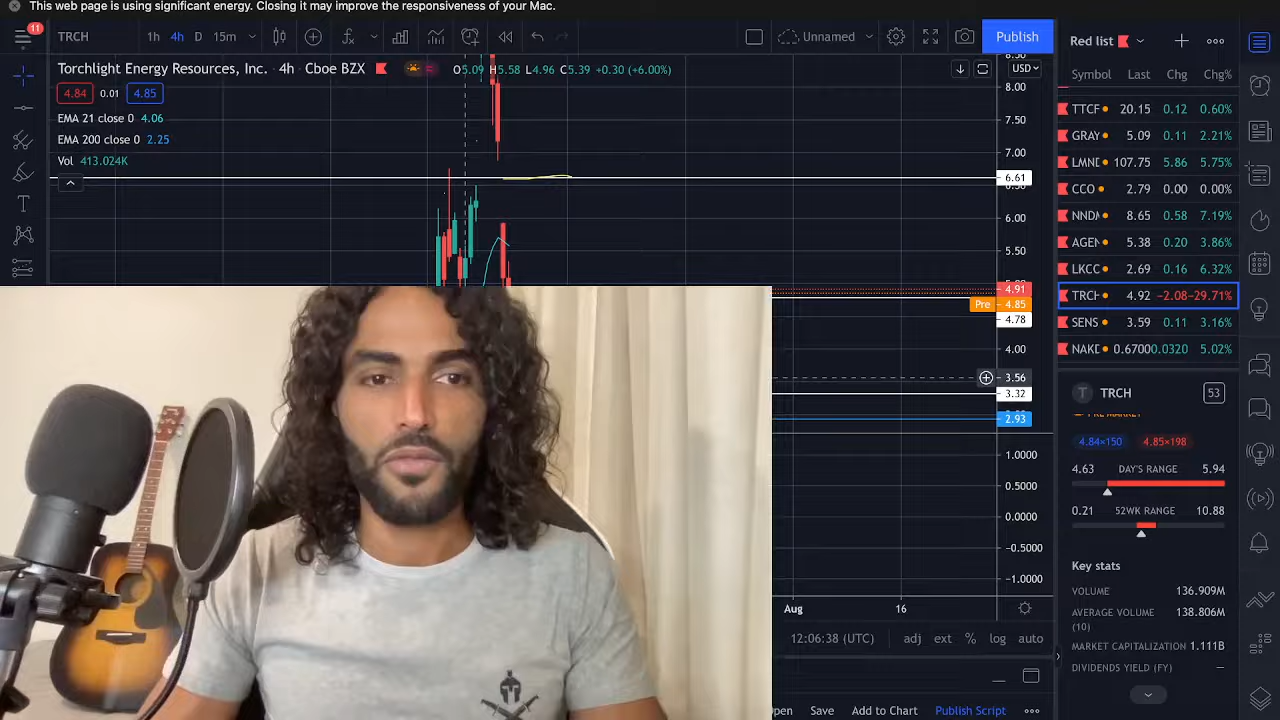 This web page is using significant energy. Closing it may improve the responsiveness of your Mac.
11
TRCH 1h 4h D 15m Unnamed Publish
Torchlight Energy Resources, Inc. · 4h · Cboe BZX O5.09 H5.58 L4.96 C5.39 +0.30 (+6.00%)
4.84 0.01 4.85
EMA 21 close 0 4.06
EMA 200 close 0 2.25
Vol 413.024K
USD
8.00
7.50
7.00
6.61
6.00
5.50
4.91
Pre 4.85
4.78
4.00
3.56
3.32
2.93
1.0000
0.5000
0.0000
−0.5000
−1.0000
Aug 16
12:06:38 (UTC) adj ext % log auto
Save Add to Chart Publish Script
Red list
Symbol Last Chg Chg%
TTCF 20.15 0.12 0.60%
GRAY 5.09 0.11 2.21%
LMND 107.75 5.86 5.75%
CCO 2.79 0.00 0.00%
NNDM 8.65 0.58 7.19%
AGEN 5.38 0.20 3.86%
LKCO 2.69 0.16 6.32%
TRCH 4.92 −2.08 −29.71%
SENS 3.59 0.11 3.16%
NAKD 0.6700 0.0320 5.02%
T TRCH 53
4.84×150 4.85×198
4.63 DAY'S RANGE 5.94
0.21 52WK RANGE 10.88
Key stats
VOLUME 136.909M
AVERAGE VOLUME (10) 138.806M
MARKET CAPITALIZATION 1.111B
DIVIDENDS YIELD (FY) —